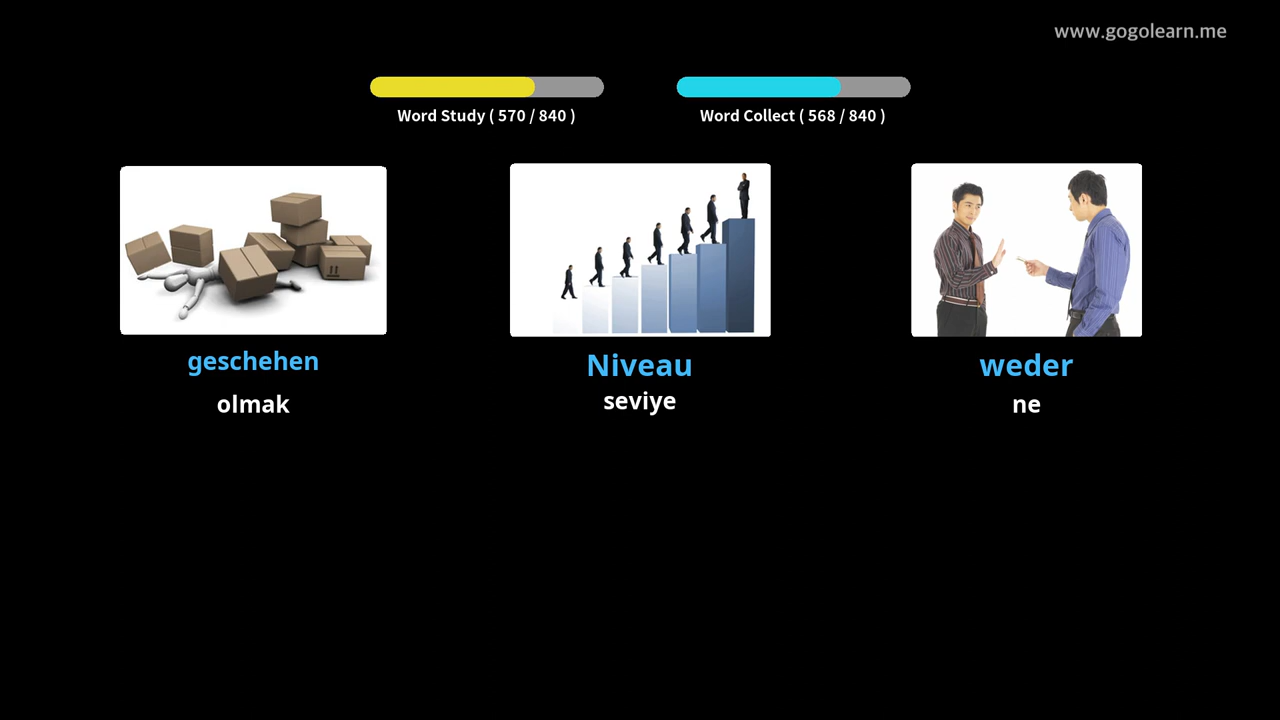 www.gogolearn.me
Word Study ( 570 / 840 )
Word Collect ( 568 / 840 )
geschehen
olmak
Niveau
seviye
weder
ne